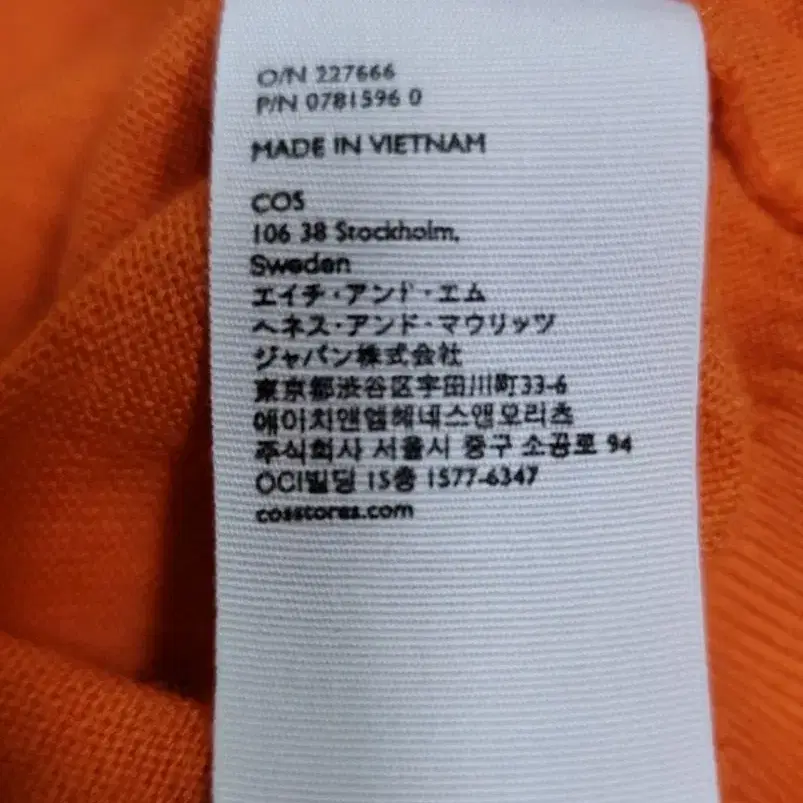 O/N 227666
P/N 0781596 0
MADE IN VIETNAM
COS
106 38 Stockholm,
Sweden
エイチ・アンド・エム
ヘネス・アンド・マウリッツ
ジャパン株式会社
東京都渋谷区宇田川町33-6
에이치앤엠헤네스앤모리츠
주식회사 서울시 중구 소공로 94
OCI빌딩 15층 1577-6347
cosstores.com